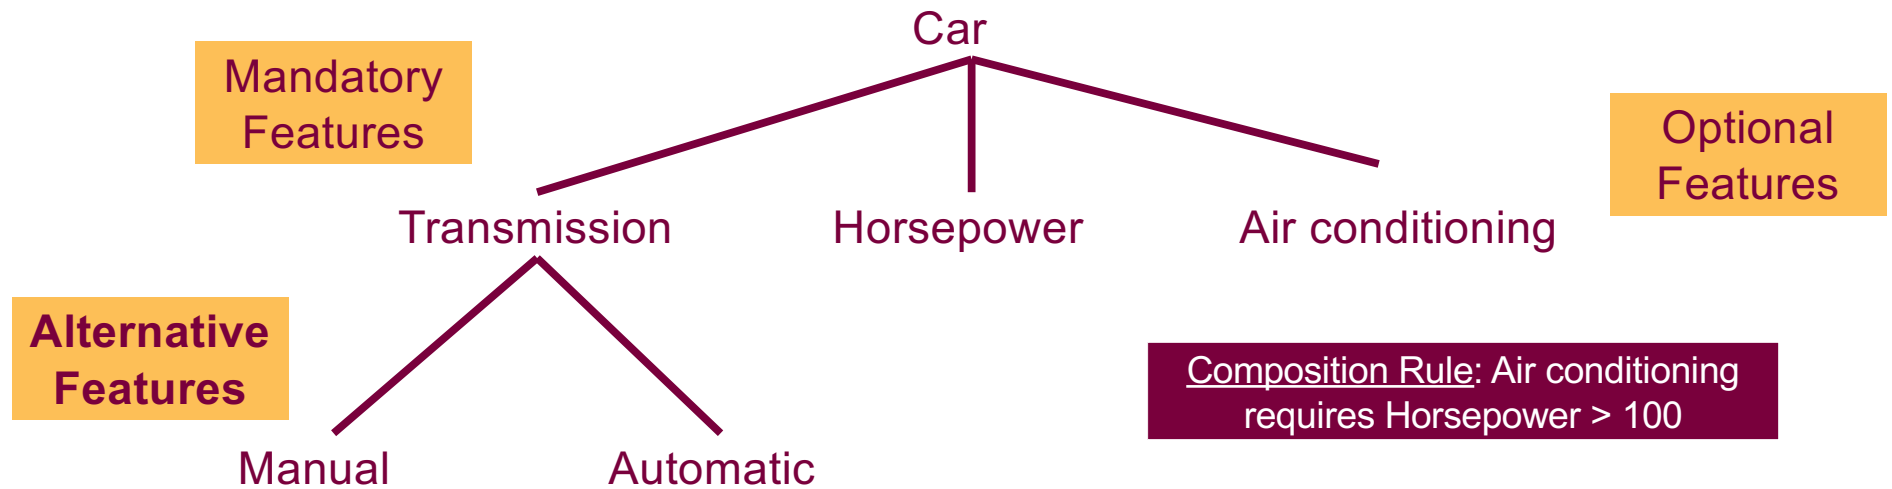 Car
Mandatory
Features
Optional
Features
Transmission
Horsepower
Air conditioning
Alternative
Features
Composition Rule: Air conditioning
requires Horsepower > 100
Manual
Automatic